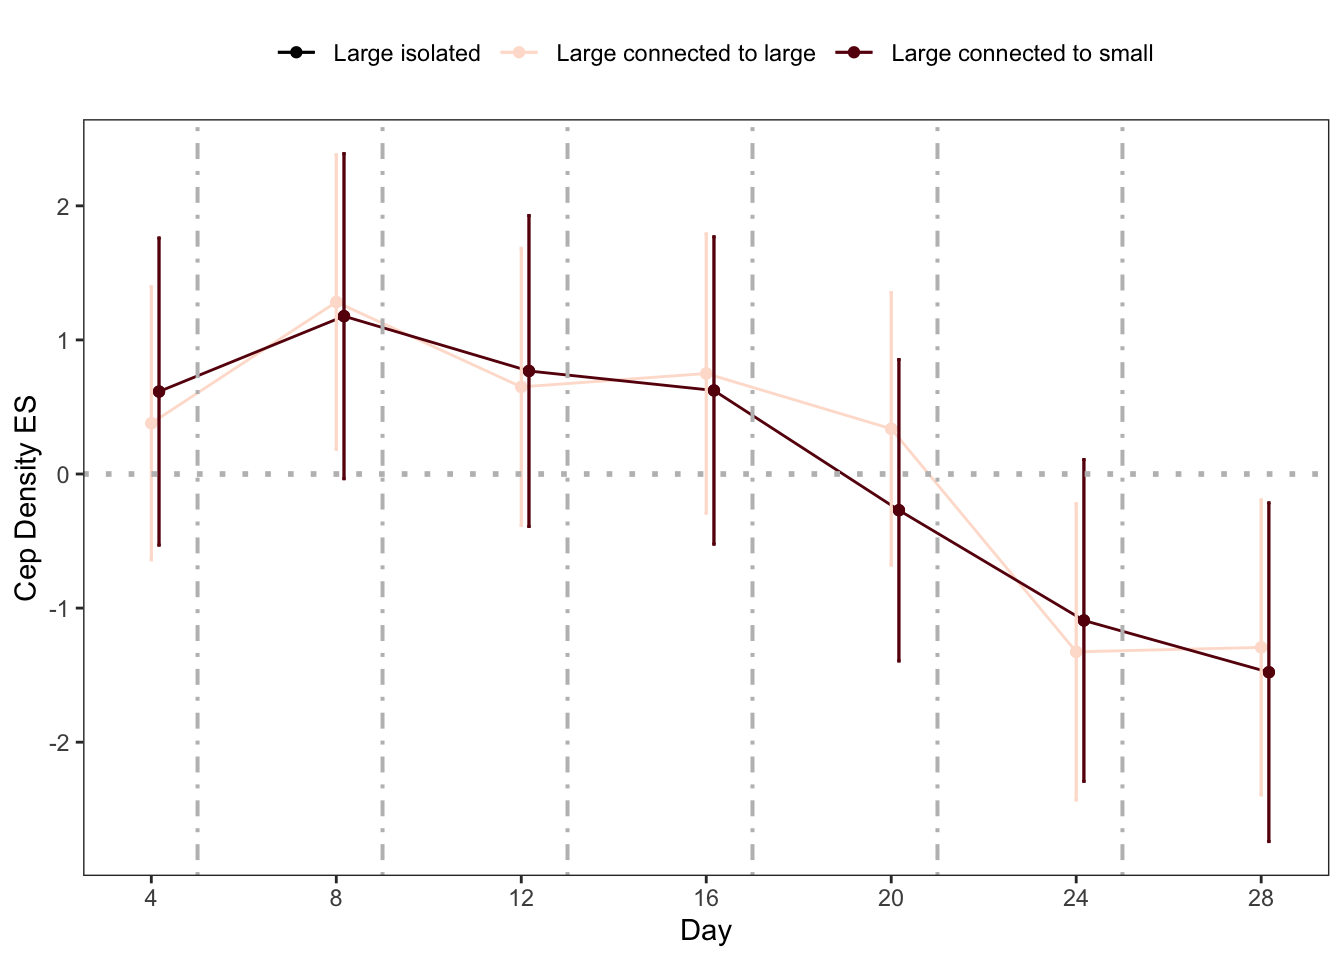 Large isolated Large connected to large Large connected to small
Cep Density ES
2
1
0
-1
-2
4 8 12 16 20 24 28
Day